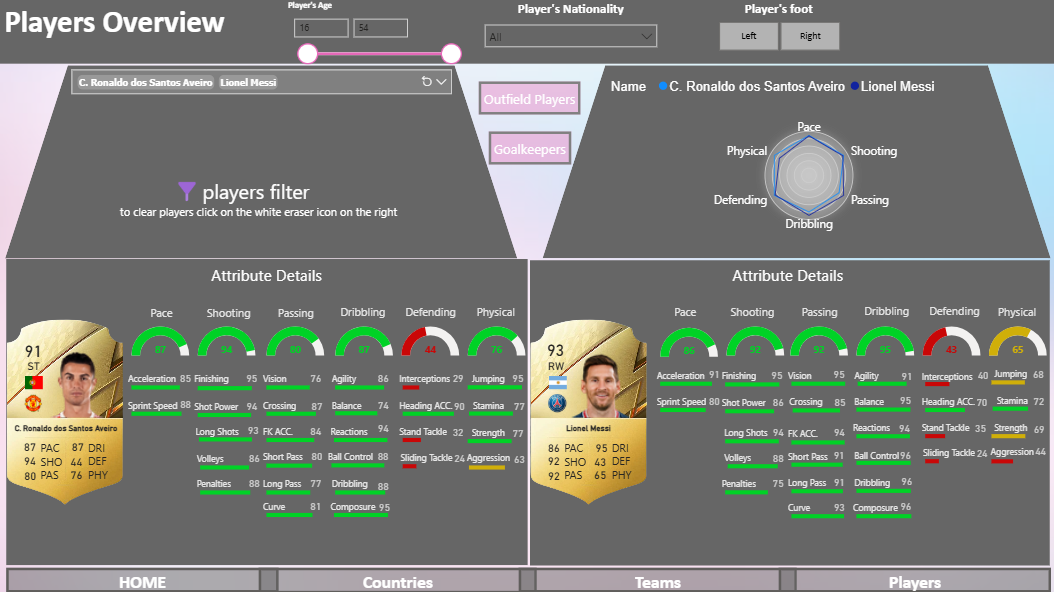 Players Overview
Player's Age
16 54
Player's Nationality
All
Player's foot
Left Right
C. Ronaldo dos Santos Aveiro Lionel Messi
Outfield Players
Goalkeepers
players filter
to clear players click on the white eraser icon on the right
Name C. Ronaldo dos Santos Aveiro Lionel Messi
Pace
Physical Shooting
Defending Passing
Dribbling
Attribute Details
Pace Shooting Passing Dribbling Defending Physical
87 94 80 87 44 76
91
ST
C. Ronaldo dos Santos Aveiro
87 PAC 87 DRI
94 SHO 44 DEF
80 PAS 76 PHY
Acceleration 85 Finishing 95 Vision 76 Agility 86 Interceptions 29 Jumping 95
Sprint Speed 88 Shot Power 94 Crossing 87 Balance 74 Heading ACC. 90 Stamina 77
Long Shots 93 FK ACC. 84 Reactions 94 Stand Tackle 32 Strength 77
Volleys 86 Short Pass 80 Ball Control 88 Sliding Tackle 24 Aggression 63
Penalties 88 Long Pass 77 Dribbling 88
Curve 81 Composure 95
Attribute Details
Pace Shooting Passing Dribbling Defending Physical
86 92 92 95 43 65
93
RW
Lionel Messi
86 PAC 95 DRI
92 SHO 43 DEF
92 PAS 65 PHY
Acceleration 91 Finishing 95 Vision 95 Agility 91 Interceptions 40 Jumping 68
Sprint Speed 80 Shot Power 86 Crossing 85 Balance 95 Heading ACC. 70 Stamina 72
Long Shots 94 FK ACC. 94 Reactions 94 Stand Tackle 35 Strength 69
Volleys 88 Short Pass 91 Ball Control 96 Sliding Tackle 24 Aggression 44
Penalties 75 Long Pass 91 Dribbling 96
Curve 93 Composure 96
HOME Countries Teams Players